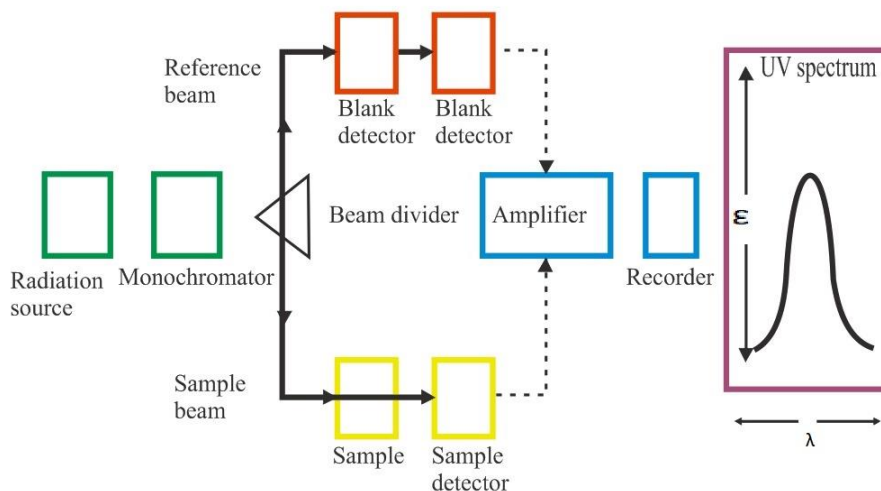 Reference
beam
Blank
detector
Blank
detector
UV spectrum
ε
Radiation
source
Monochromator
Beam divider
Amplifier
Recorder
Sample
beam
Sample
Sample
detector
λ